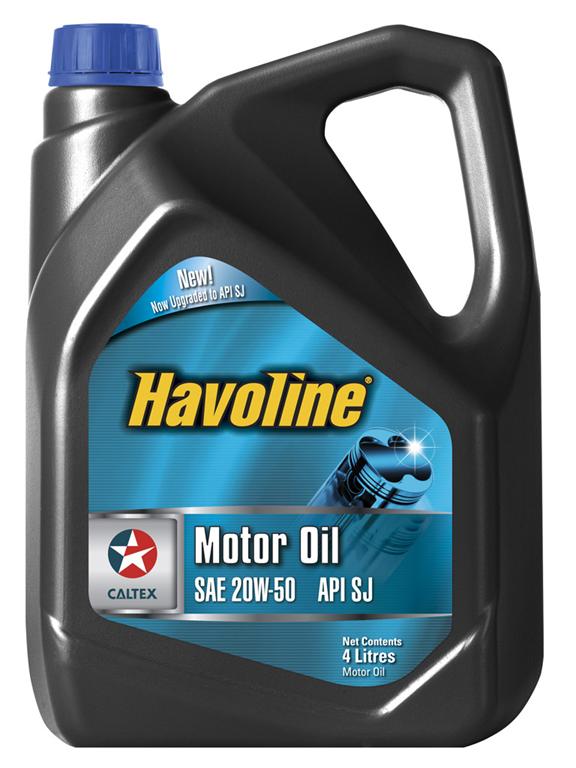 New!
Now Upgraded to API SJ
Havoline®
CALTEX
Motor Oil
SAE 20W-50 API SJ
Net Contents
4 Litres
Motor Oil